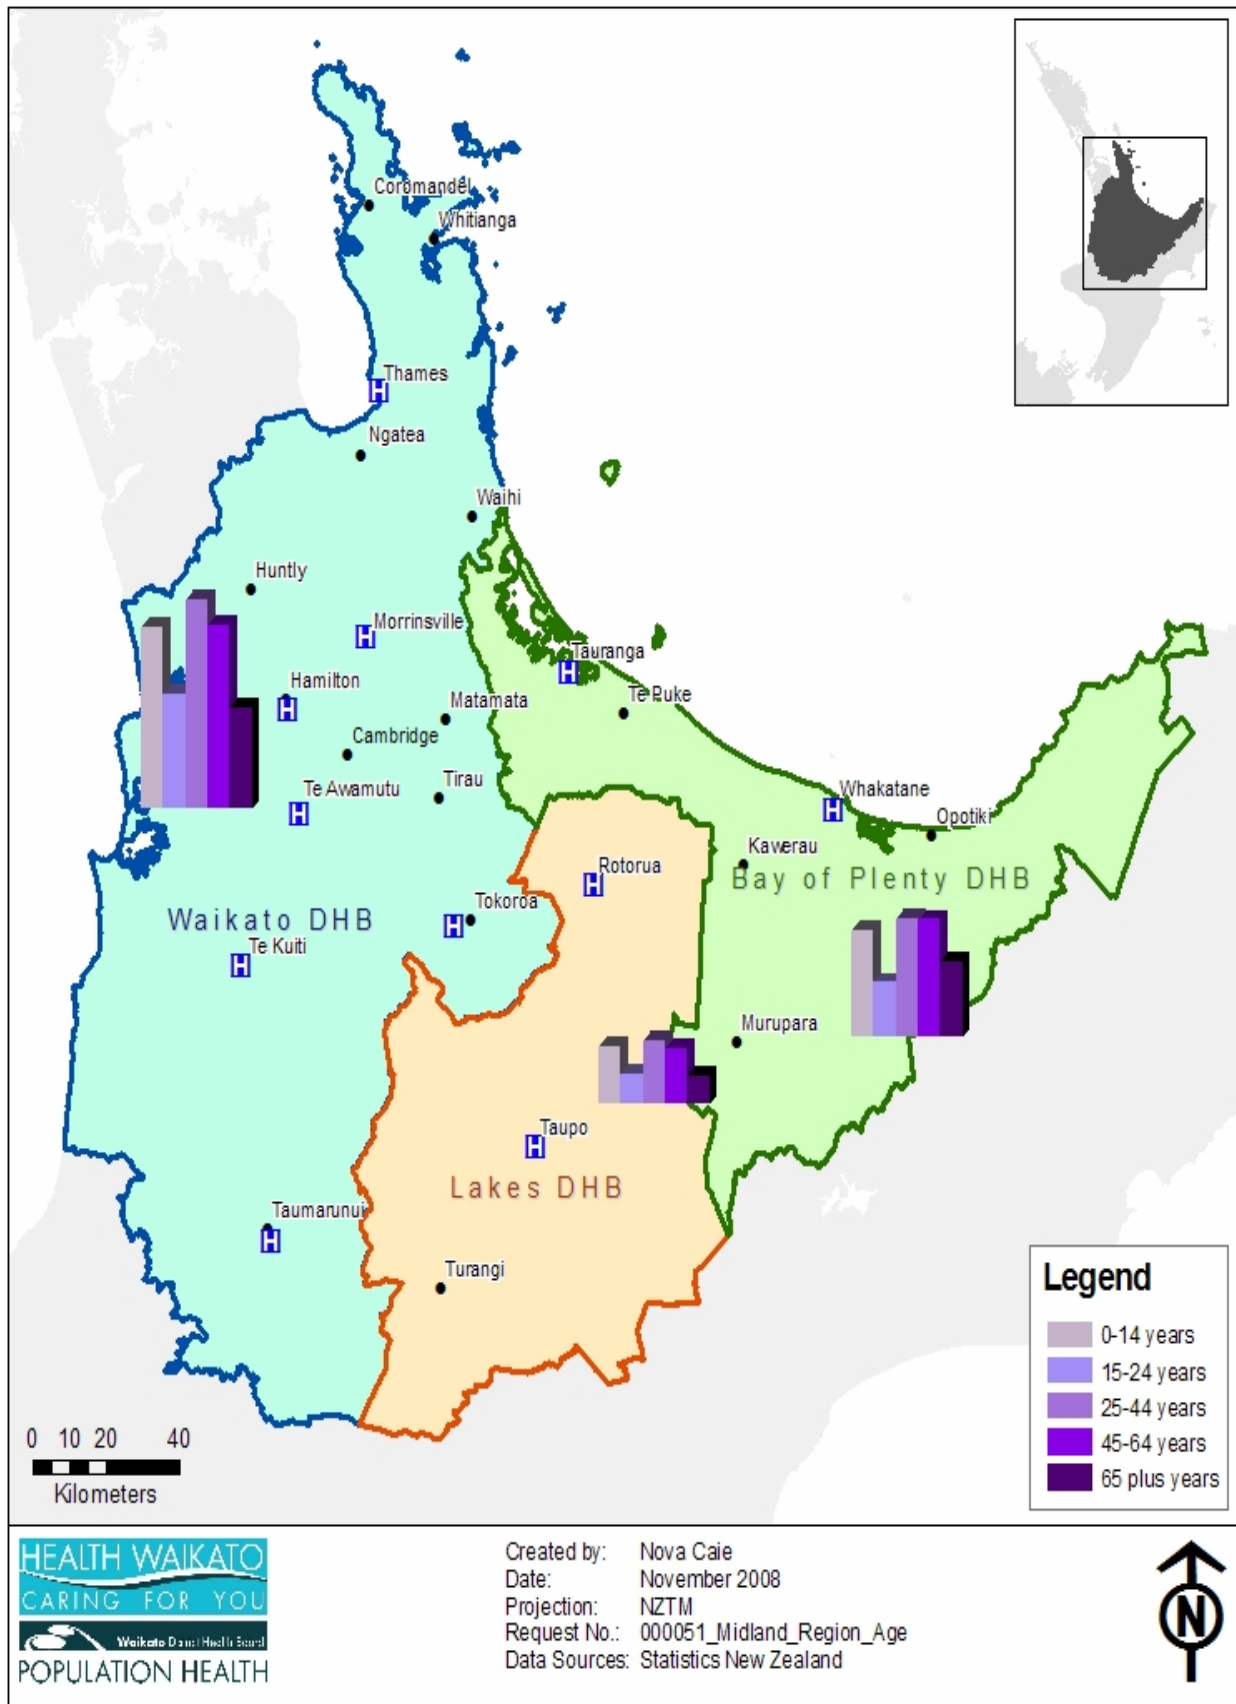 Coromandel
Whitianga
Thames
Ngatea
Waihi
Huntly
Morrinsville
Tauranga
Hamilton
Te Puke
Matamata
Cambridge
Te Awamutu
Tirau
Whakatane
Opotiki
Kawerau
Rotorua
Bay of Plenty DHB
Tokoroa
Waikato DHB
Te Kuiti
Murupara
Taupo
Lakes DHB
Taumarunui
Turangi
H
H
H
H
H
H
H
H
H
H
H
Legend
0-14 years
15-24 years
25-44 years
45-64 years
65 plus years
0 10 20 40
Kilometers
HEALTH WAIKATO
CARING FOR YOU
Waikato District Health Board
POPULATION HEALTH
Created by: Nova Caie
Date: November 2008
Projection: NZTM
Request No.: 000051_Midland_Region_Age
Data Sources: Statistics New Zealand
N